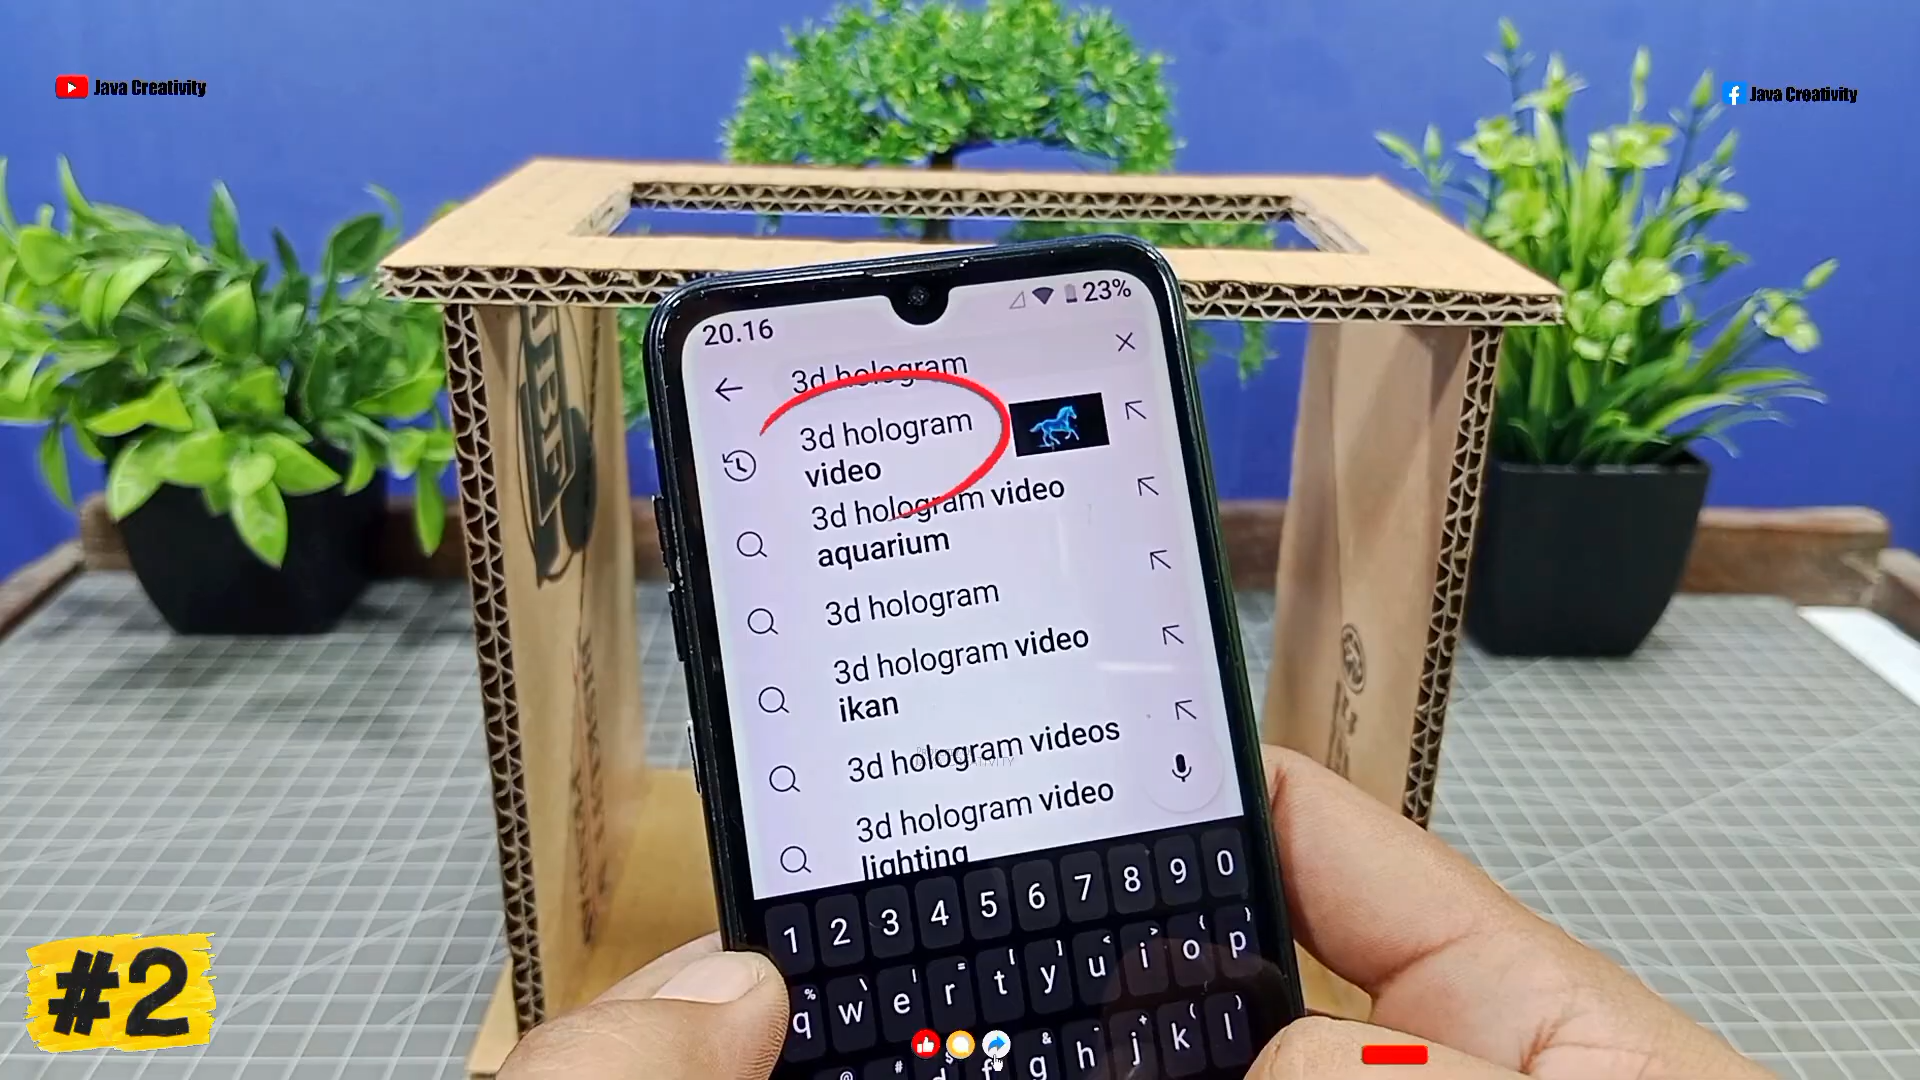 Java Creativity
Java Creativity
20.16
23%
3d hologram
3d hologram
video
3d hologram video
aquarium
3d hologram
3d hologram video
ikan
3d hologram videos
3d hologram video
lighting
1 2 3 4 5 6 7 8 9 0
q w e r t y u i o p
d f g h j k l
#2